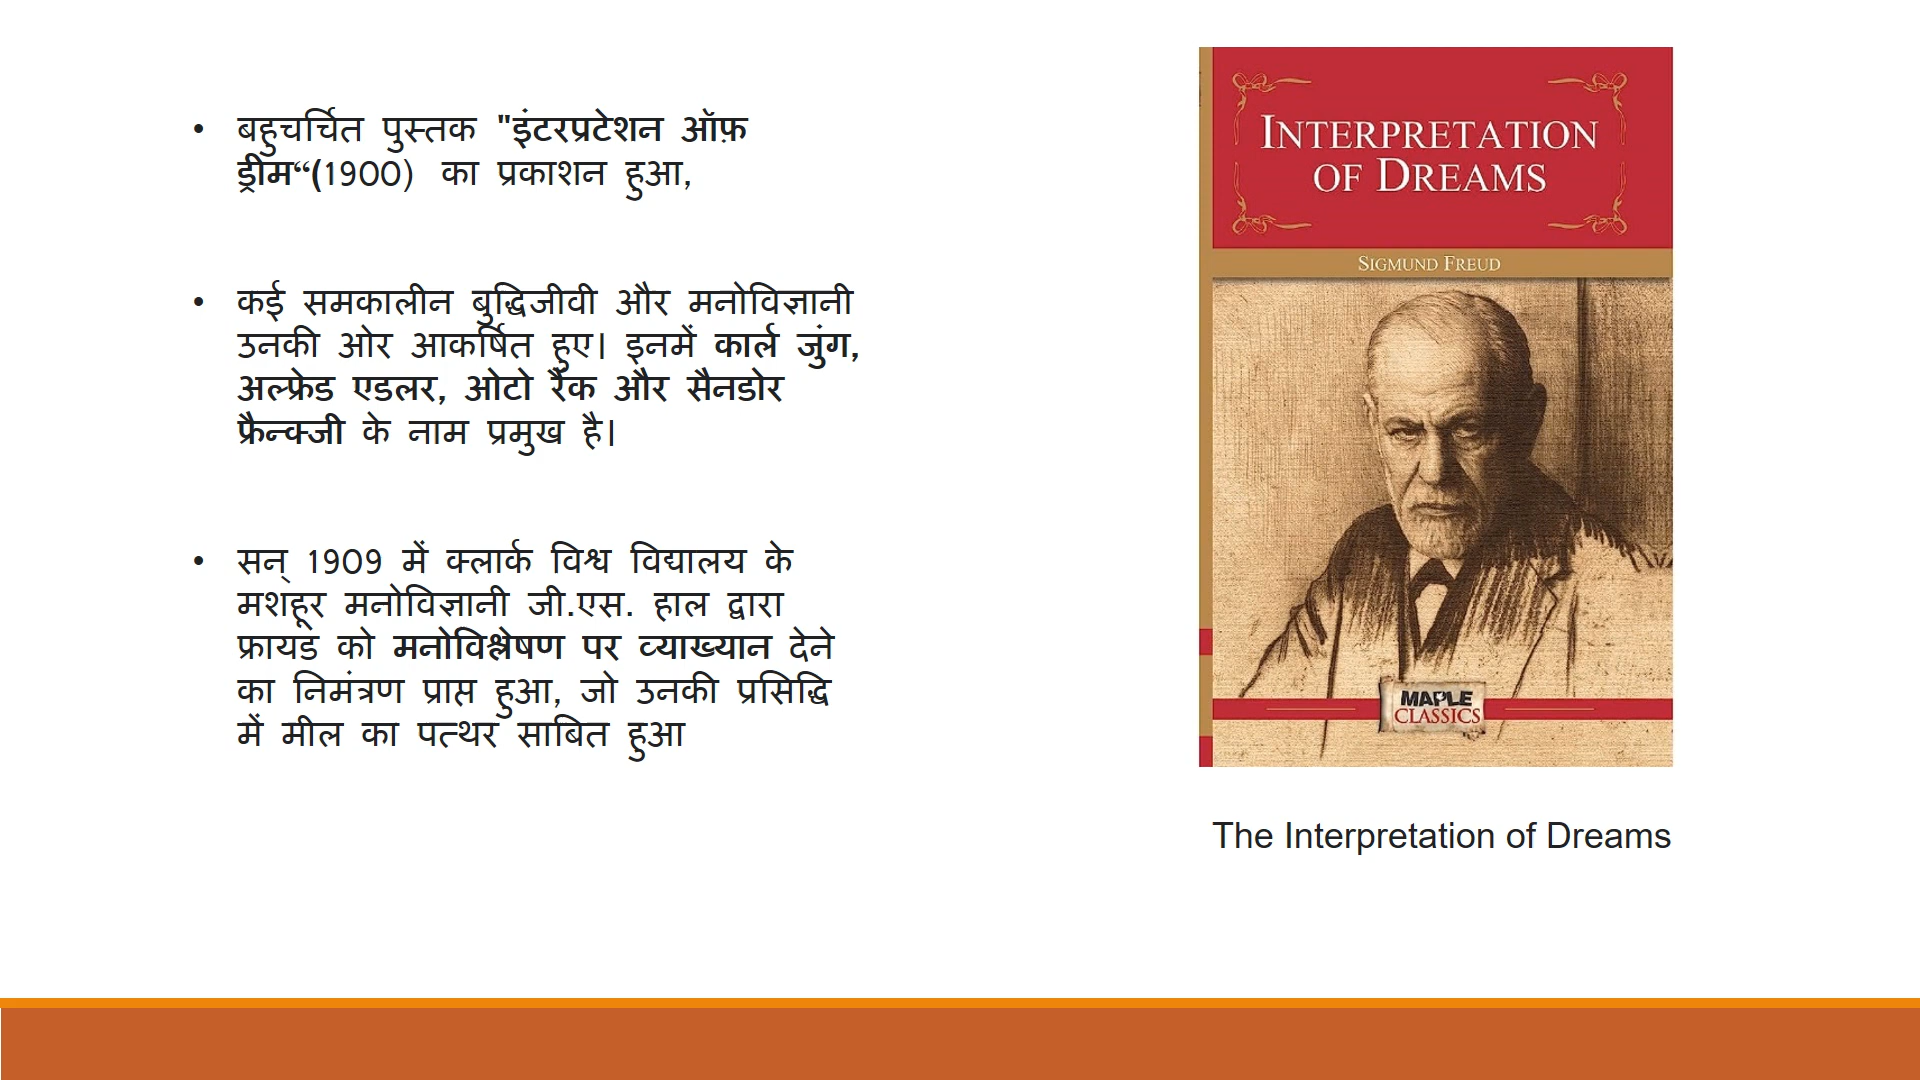 • बहुचर्चित पुस्तक "इंटरप्रटेशन ऑफ़
ड्रीम“(1900) का प्रकाशन हुआ,
• कई समकालीन बुद्धिजीवी और मनोविज्ञानी
उनकी ओर आकर्षित हुए। इनमें कार्ल जुंग,
अल्फ्रेड एडलर, ओटो रैंक और सैनडोर
फ्रैन्क्जी के नाम प्रमुख है।
• सन् 1909 में क्लार्क विश्व विद्यालय के
मशहूर मनोविज्ञानी जी.एस. हाल द्वारा
फ्रायड को मनोविश्लेषण पर व्याख्यान देने
का निमंत्रण प्राप्त हुआ, जो उनकी प्रसिद्धि
में मील का पत्थर साबित हुआ
INTERPRETATION
OF DREAMS
SIGMUND FREUD
MAPLE
CLASSICS
The Interpretation of Dreams